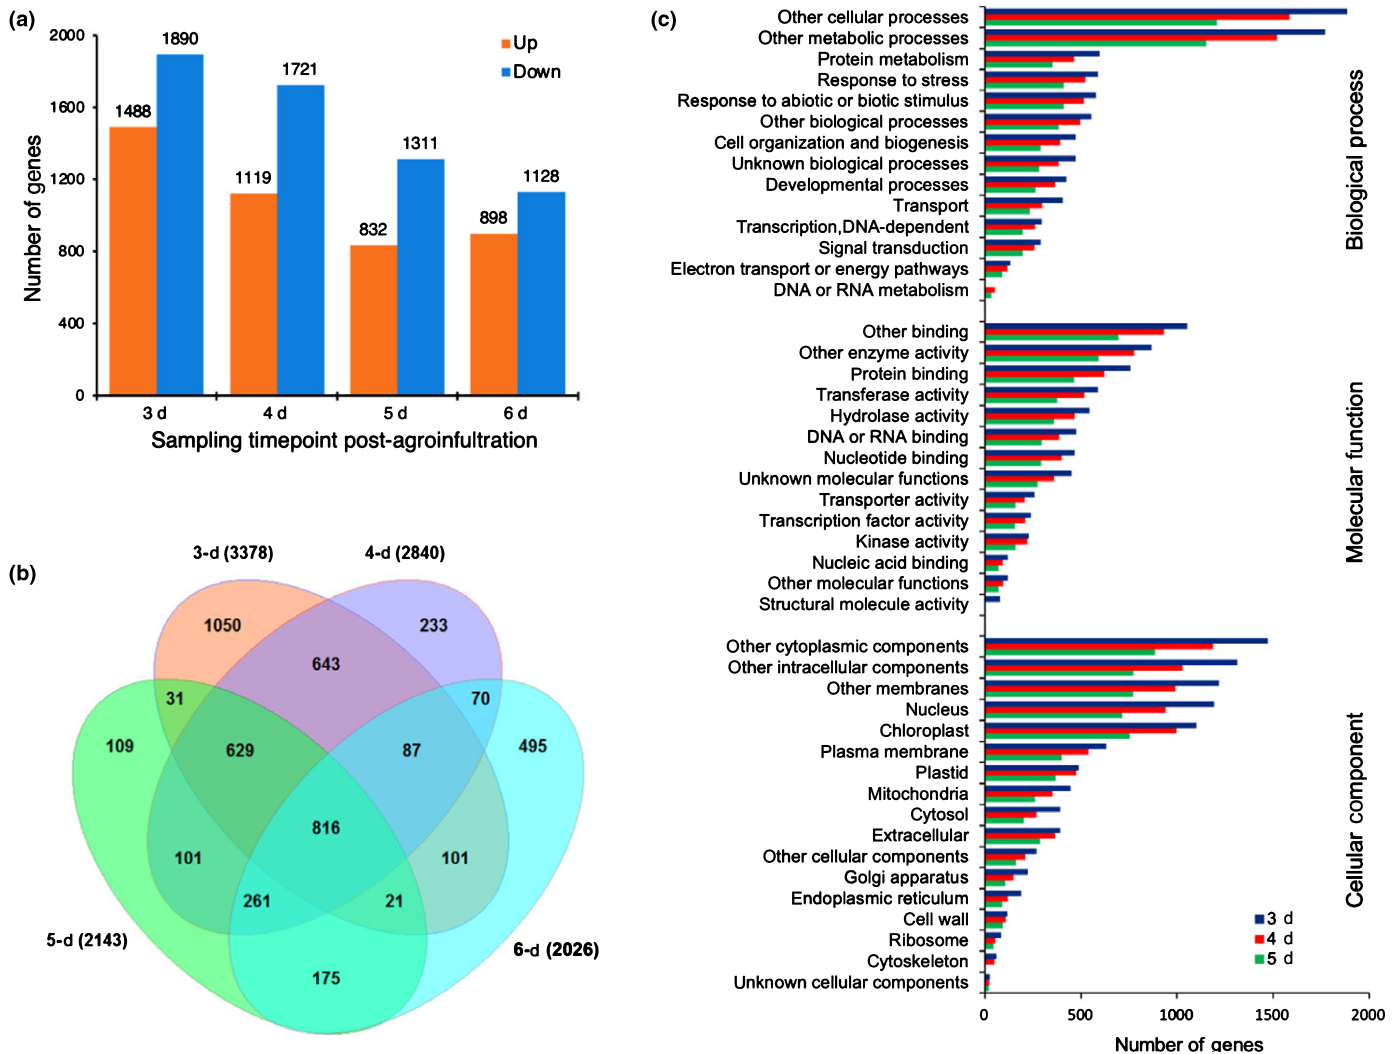 (a)
2000
1600
1200
800
400
0
Number of genes
1890
1488
1721
1119
1311
832
1128
898
Up
Down
3 d
4 d
5 d
6 d
Sampling timepoint post-agroinfultration
(b)
3-d (3378)
4-d (2840)
1050
233
643
31
70
109
629
87
495
816
101
101
261
21
5-d (2143)
6-d (2026)
175
(c)
Other cellular processes
Other metabolic processes
Protein metabolism
Response to stress
Response to abiotic or biotic stimulus
Other biological processes
Cell organization and biogenesis
Unknown biological processes
Developmental processes
Transport
Transcription,DNA-dependent
Signal transduction
Electron transport or energy pathways
DNA or RNA metabolism
Biological process
Other binding
Other enzyme activity
Protein binding
Transferase activity
Hydrolase activity
DNA or RNA binding
Nucleotide binding
Unknown molecular functions
Transporter activity
Transcription factor activity
Kinase activity
Nucleic acid binding
Other molecular functions
Structural molecule activity
Molecular function
Other cytoplasmic components
Other intracellular components
Other membranes
Nucleus
Chloroplast
Plasma membrane
Plastid
Mitochondria
Cytosol
Extracellular
Other cellular components
Golgi apparatus
Endoplasmic reticulum
Cell wall
Ribosome
Cytoskeleton
Unknown cellular components
Cellular component
3 d
4 d
5 d
0
500
1000
1500
2000
Number of genes